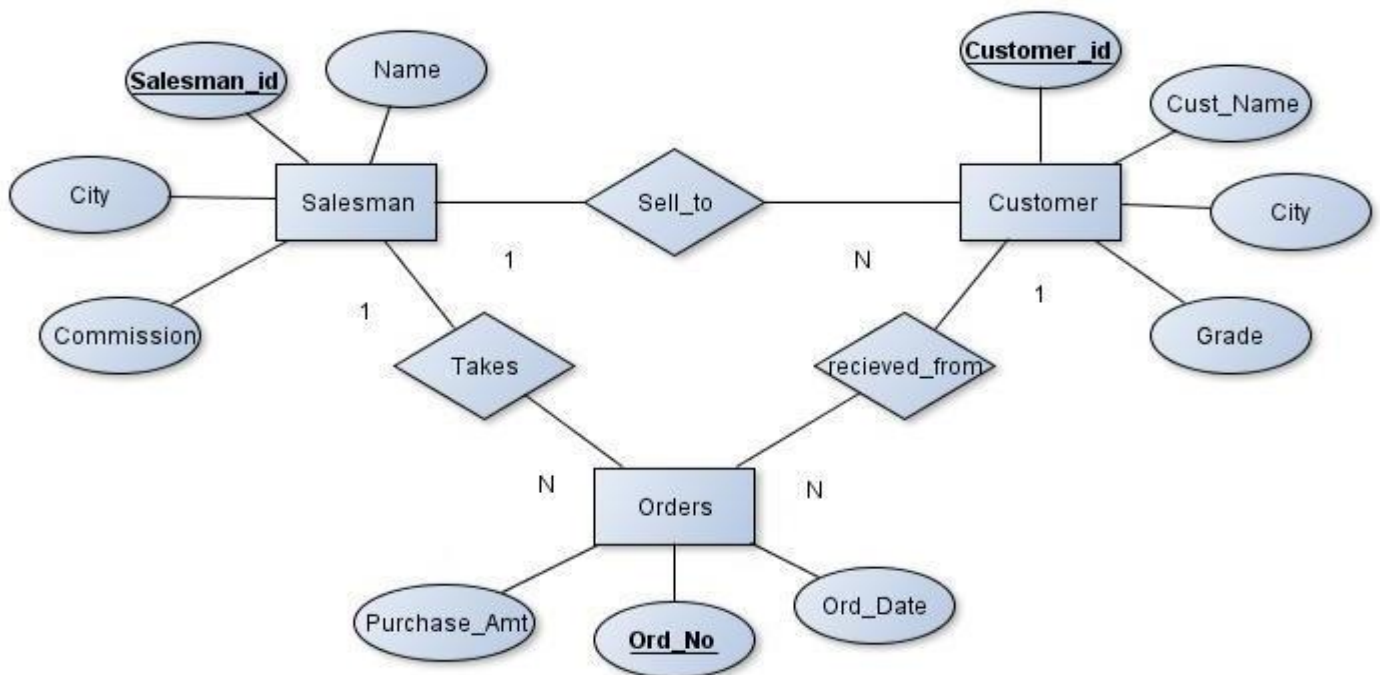 Salesman_id
Name
Customer_id
Cust_Name
City
Salesman
Sell_to
Customer
City
1
N
Commission
1
1
Grade
Takes
recieved_from
N
N
Orders
Purchase_Amt
Ord_No
Ord_Date